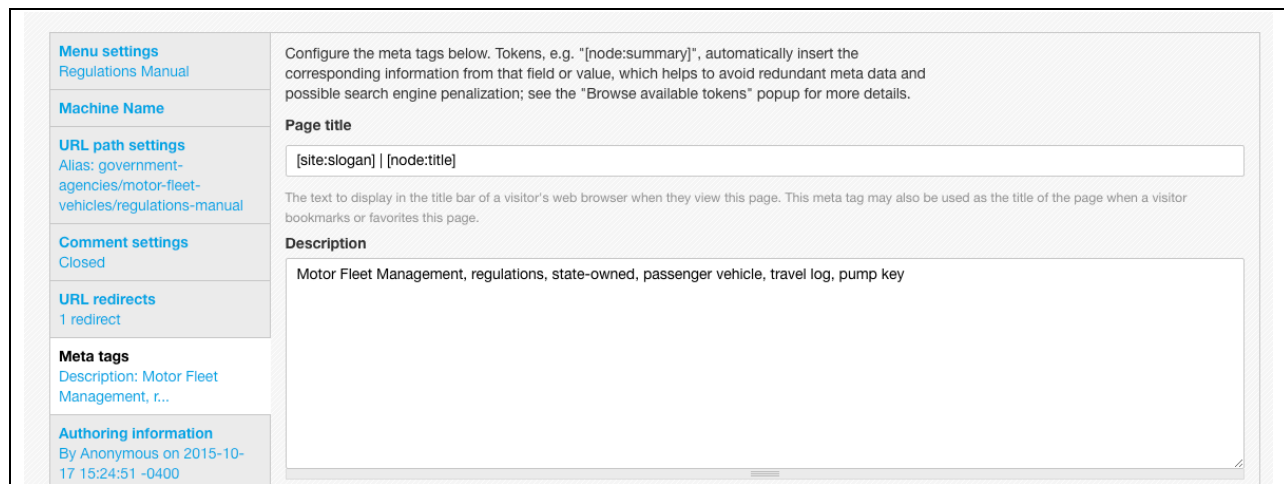 Menu settings
Regulations Manual
Machine Name
URL path settings
Alias: government-
agencies/motor-fleet-
vehicles/regulations-manual
Comment settings
Closed
URL redirects
1 redirect
Meta tags
Description: Motor Fleet
Management, r...
Authoring information
By Anonymous on 2015-10-
17 15:24:51 -0400
Configure the meta tags below. Tokens, e.g. "[node:summary]", automatically insert the
corresponding information from that field or value, which helps to avoid redundant meta data and
possible search engine penalization; see the "Browse available tokens" popup for more details.
Page title
[site:slogan] | [node:title]
The text to display in the title bar of a visitor's web browser when they view this page. This meta tag may also be used as the title of the page when a visitor
bookmarks or favorites this page.
Description
Motor Fleet Management, regulations, state-owned, passenger vehicle, travel log, pump key